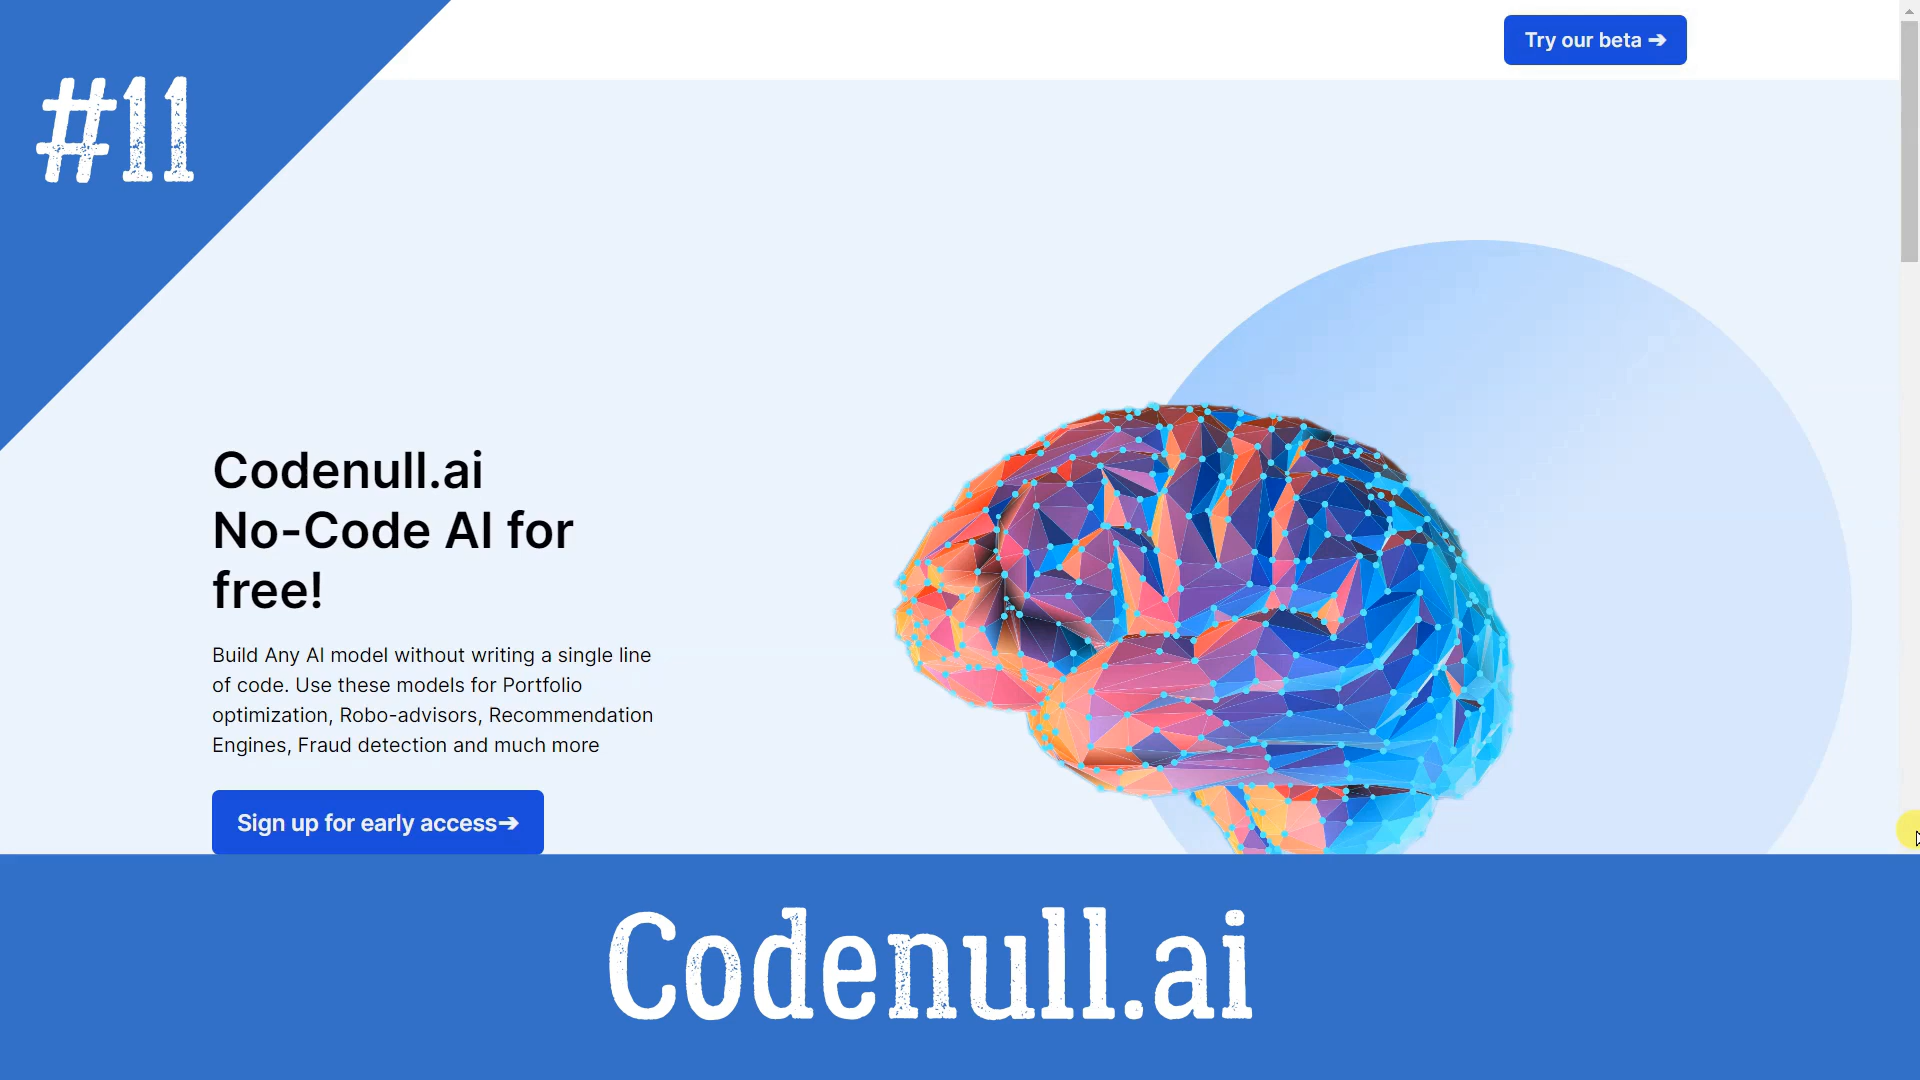 #11
Try our beta ➔
Codenull.ai
No-Code AI for
free!
Build Any AI model without writing a single line
of code. Use these models for Portfolio
optimization, Robo-advisors, Recommendation
Engines, Fraud detection and much more
Sign up for early access➔
Codenull.ai